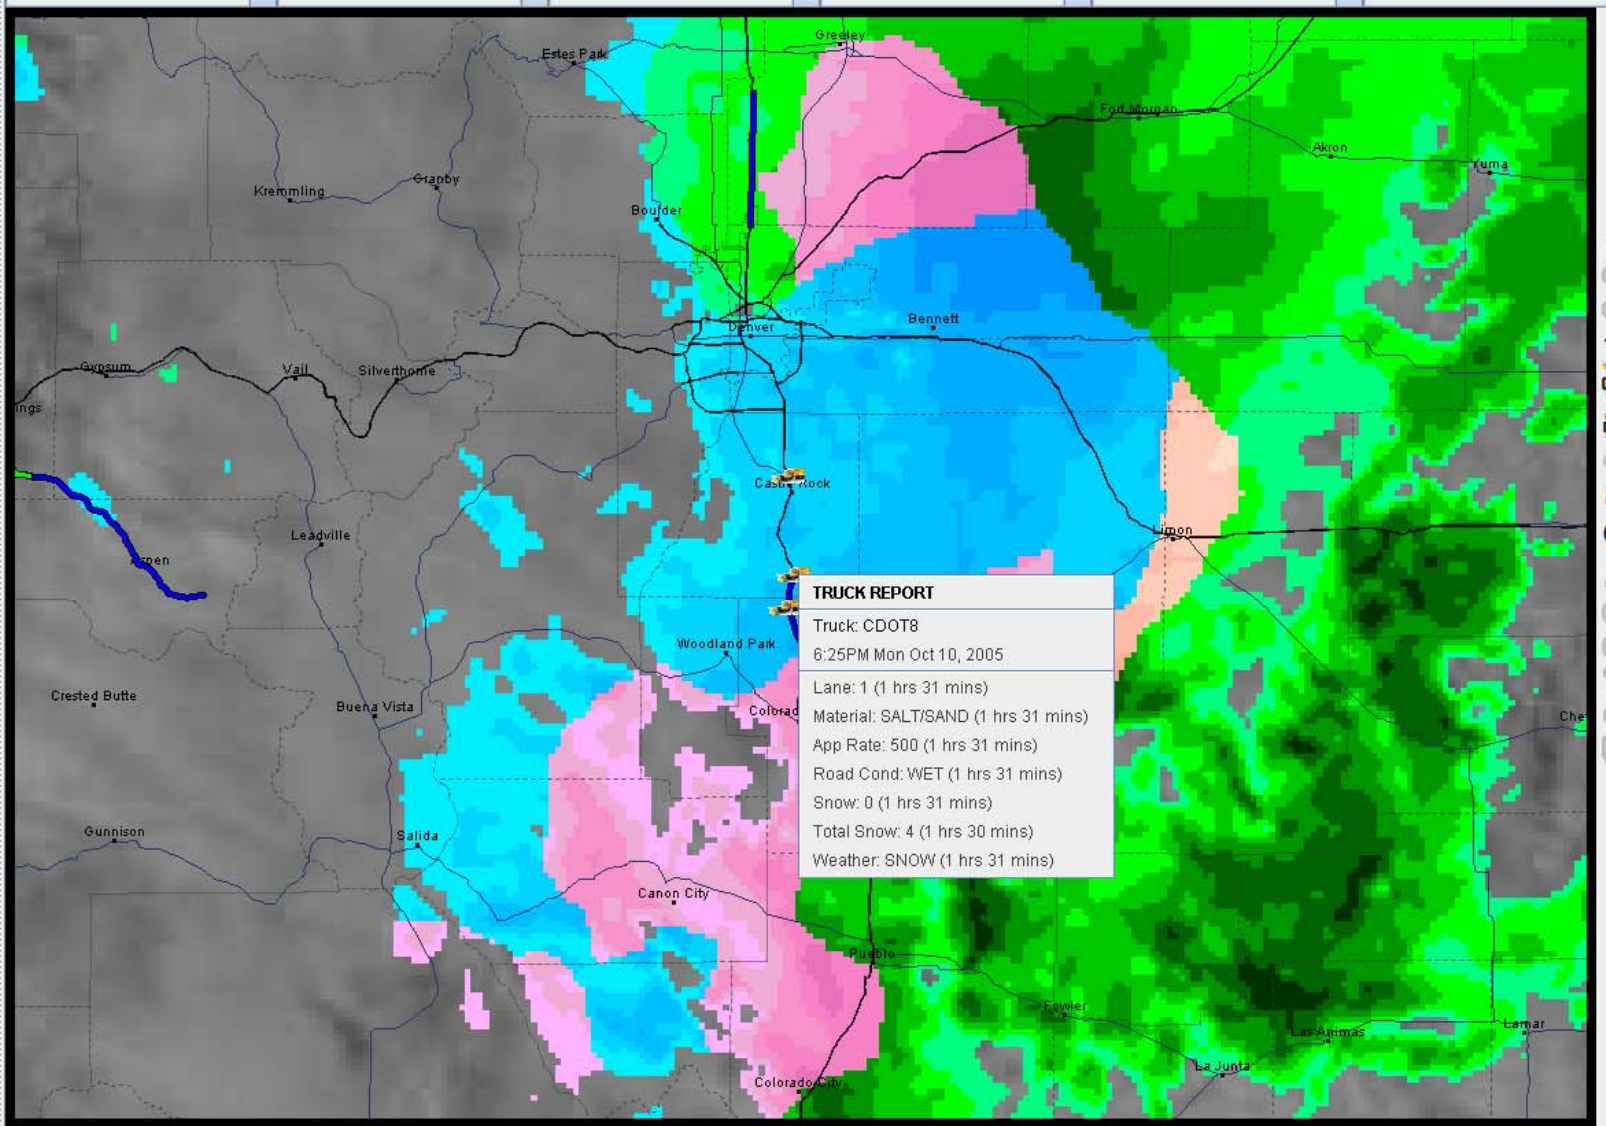 Greeley
Estes Park
Fort Morgan
Akron
Yuma
Kremmling
Granby
Boulder
Denver
Bennett
Gypsum
Vail
Silverthorne
ings
Castle Rock
Leadville
Limon
Aspen
TRUCK REPORT
Truck: CDOT8
6:25PM Mon Oct 10, 2005
Woodland Park
Lane: 1 (1 hrs 31 mins)
Crested Butte
Buena Vista
Colorad
Material: SALT/SAND (1 hrs 31 mins)
Che
App Rate: 500 (1 hrs 31 mins)
Road Cond: WET (1 hrs 31 mins)
Snow: 0 (1 hrs 31 mins)
Gunnison
Salida
Total Snow: 4 (1 hrs 30 mins)
Weather: SNOW (1 hrs 31 mins)
Canon City
Pueblo
Fowler
Las Animas
Lamar
La Junta
Colorado City